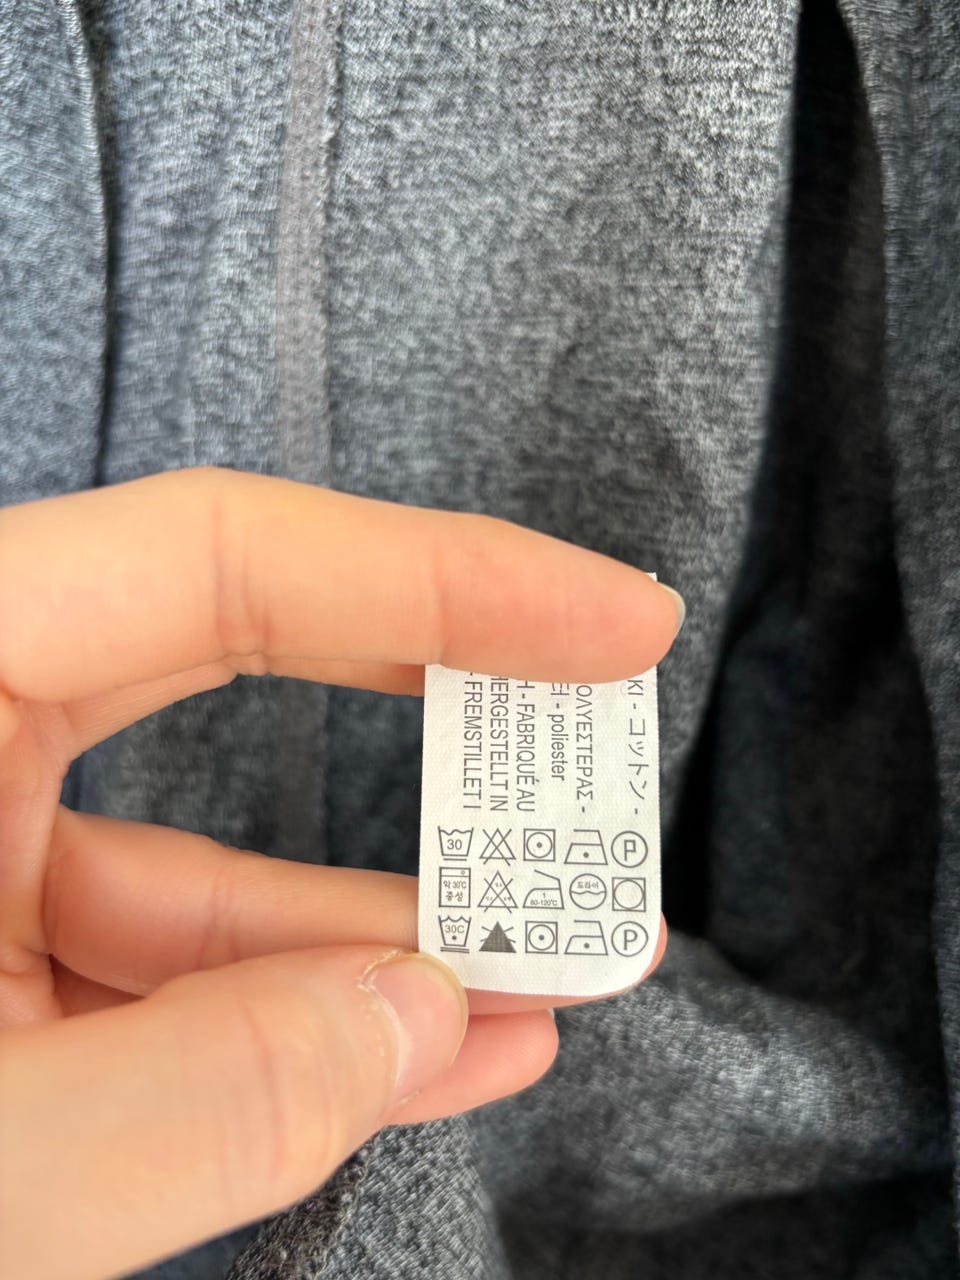 KI - コットン -
ΟΛΥΕΣΤΕΡΑΣ -
- poliester
- FABRIQUÉ AU
HERGESTELLT IN
- FREMSTILLET I
30
P
약 30℃
중성
1
80-120℃
드라이
30C
P